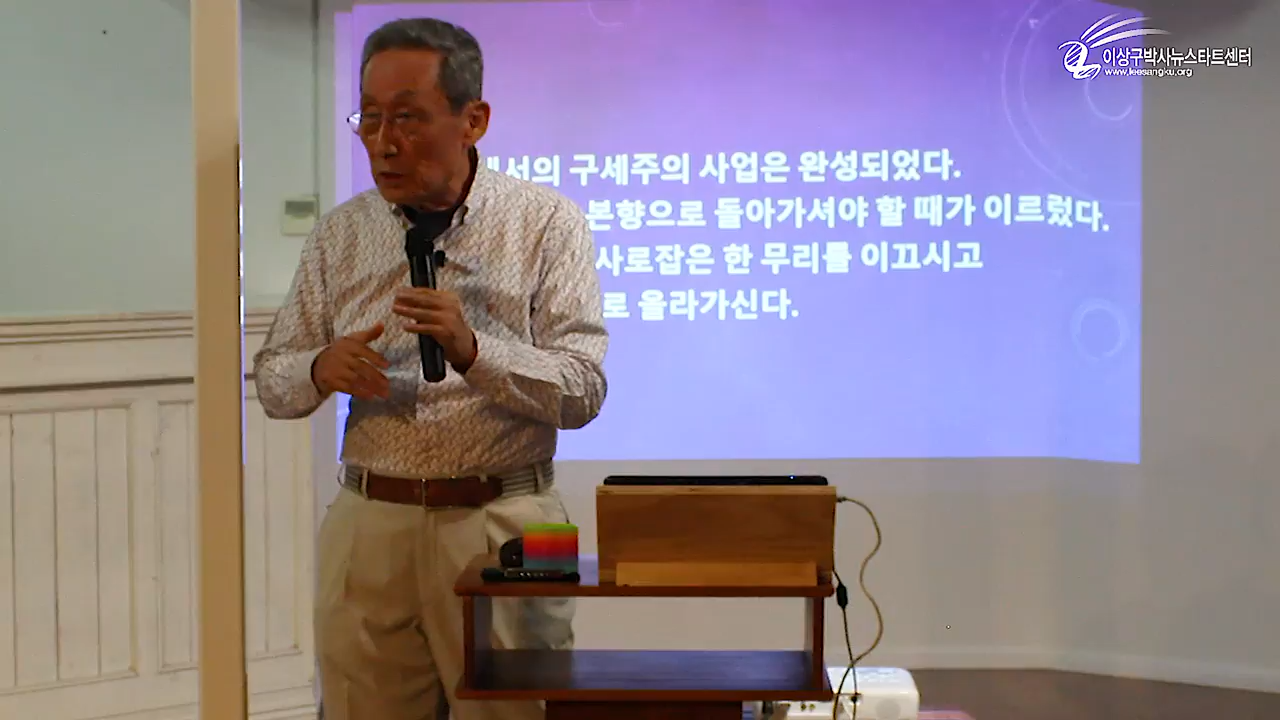 이상구박사뉴스타트센터
www.leesangku.org
구세주의 사업은 완성되었다.
본향으로 돌아가셔야 할 때가 이르렀다.
사로잡은 한 무리를 이끄시고
로 올라가신다.